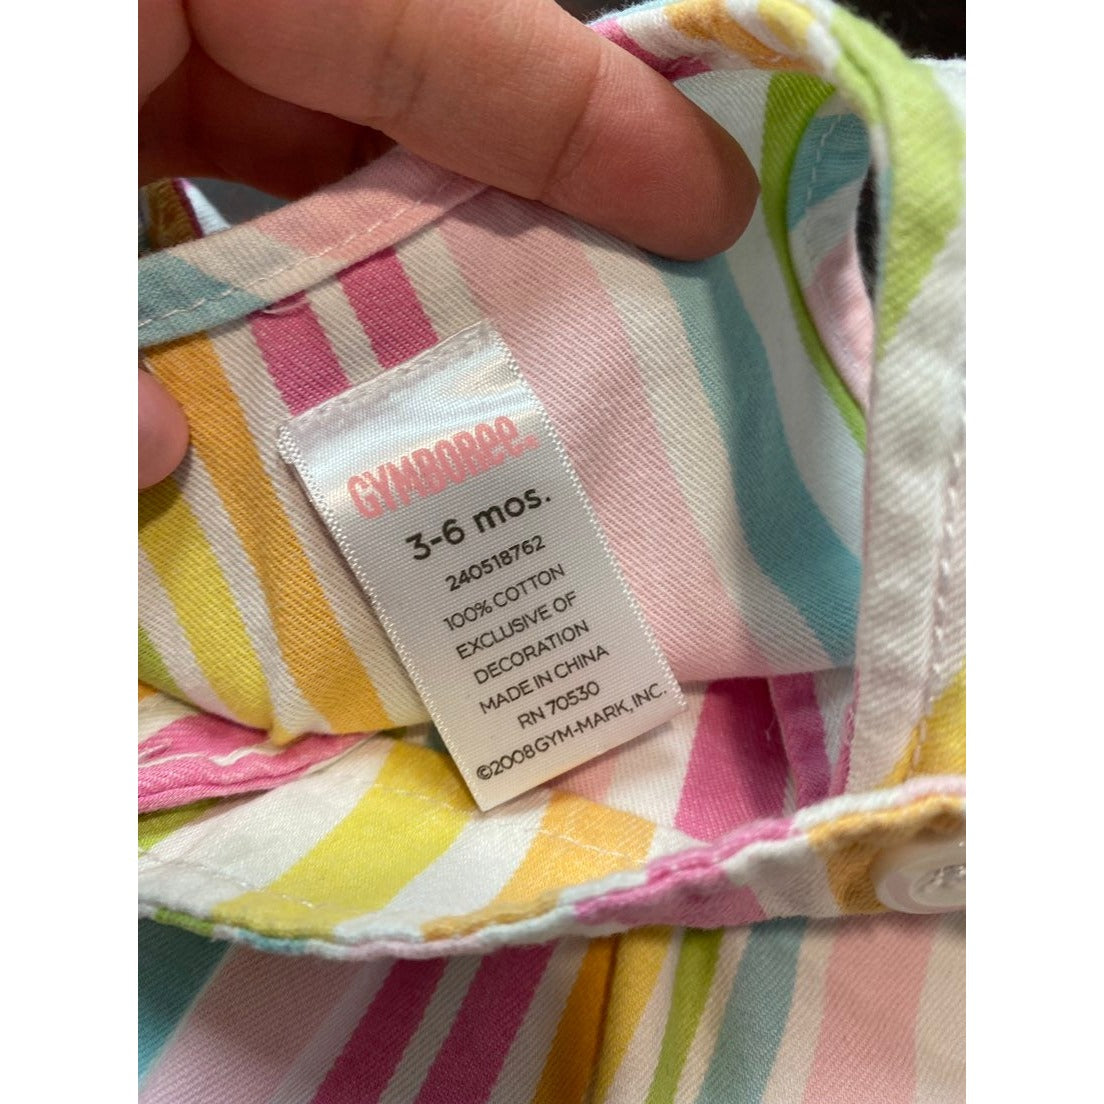 GYMBOREE
3-6 mos.
240518762
100% COTTON
EXCLUSIVE OF
DECORATION
MADE IN CHINA
RN 70530
©2008 GYM-MARK, INC.